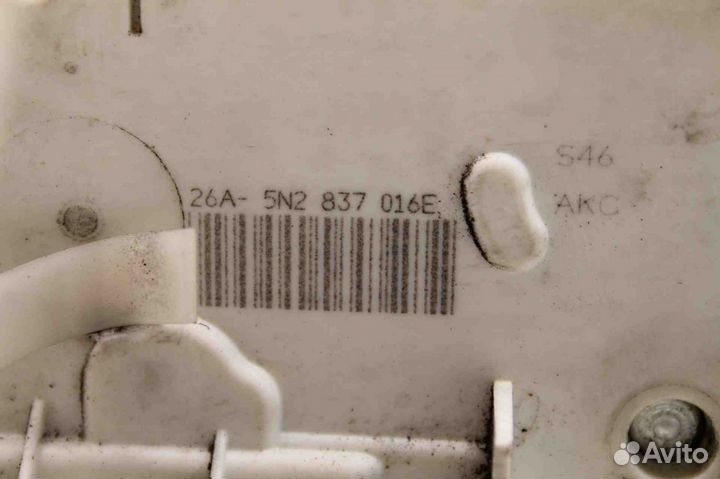 S46
26A- 5N2 837 016E
AKC
Avito